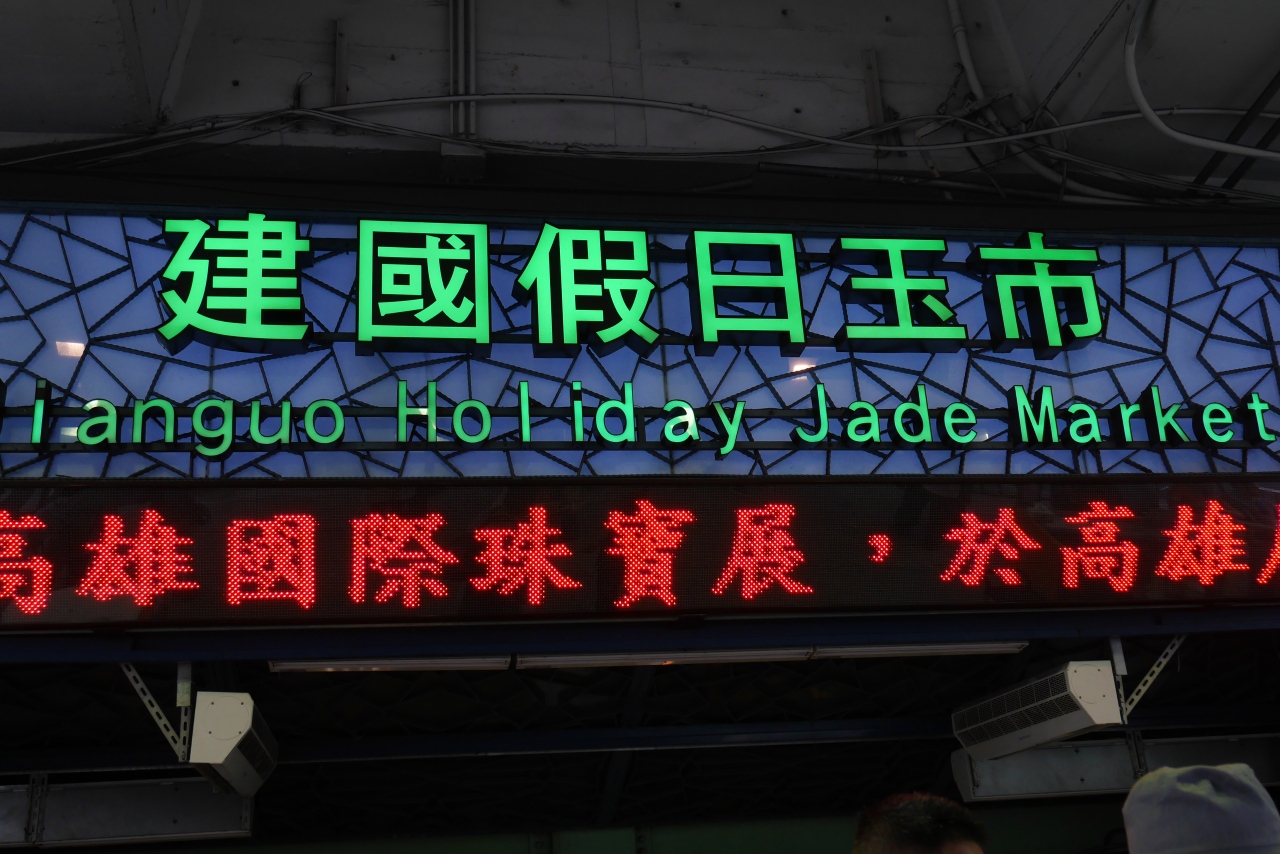 建國假日玉市
Jianguo Holiday Jade Market
高雄國際珠寶展，於高雄